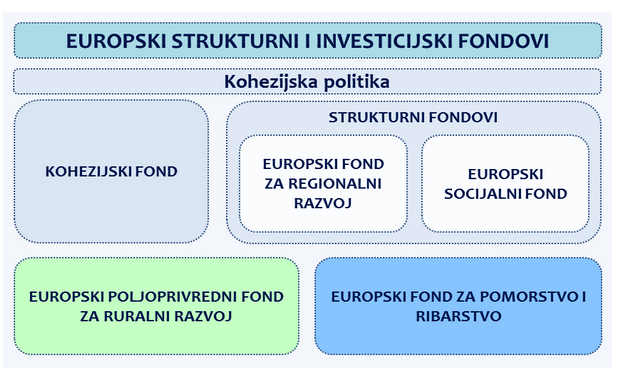 EUROPSKI STRUKTURNI I INVESTICIJSKI FONDOVI
Kohezijska politika
KOHEZIJSKI FOND
STRUKTURNI FONDOVI
EUROPSKI FOND
ZA REGIONALNI
RAZVOJ
EUROPSKI
SOCIJALNI FOND
EUROPSKI POLJOPRIVREDNI FOND
ZA RURALNI RAZVOJ
EUROPSKI FOND ZA POMORSTVO I
RIBARSTVO